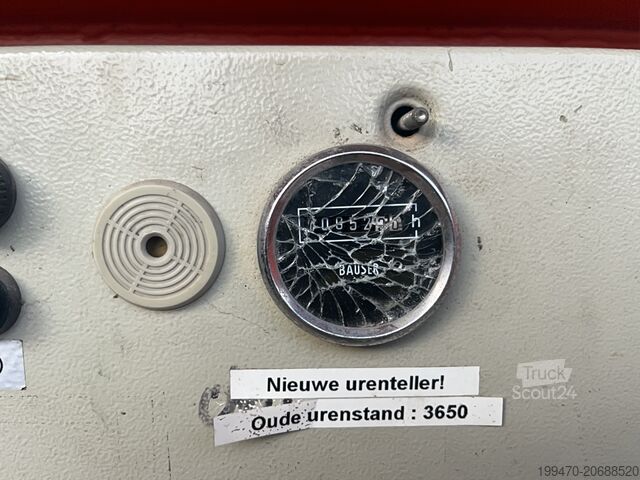 h
BAUSER
Nieuwe urenteller!
Oude urenstand : 3650
Truck
Scout24
199470-20688520